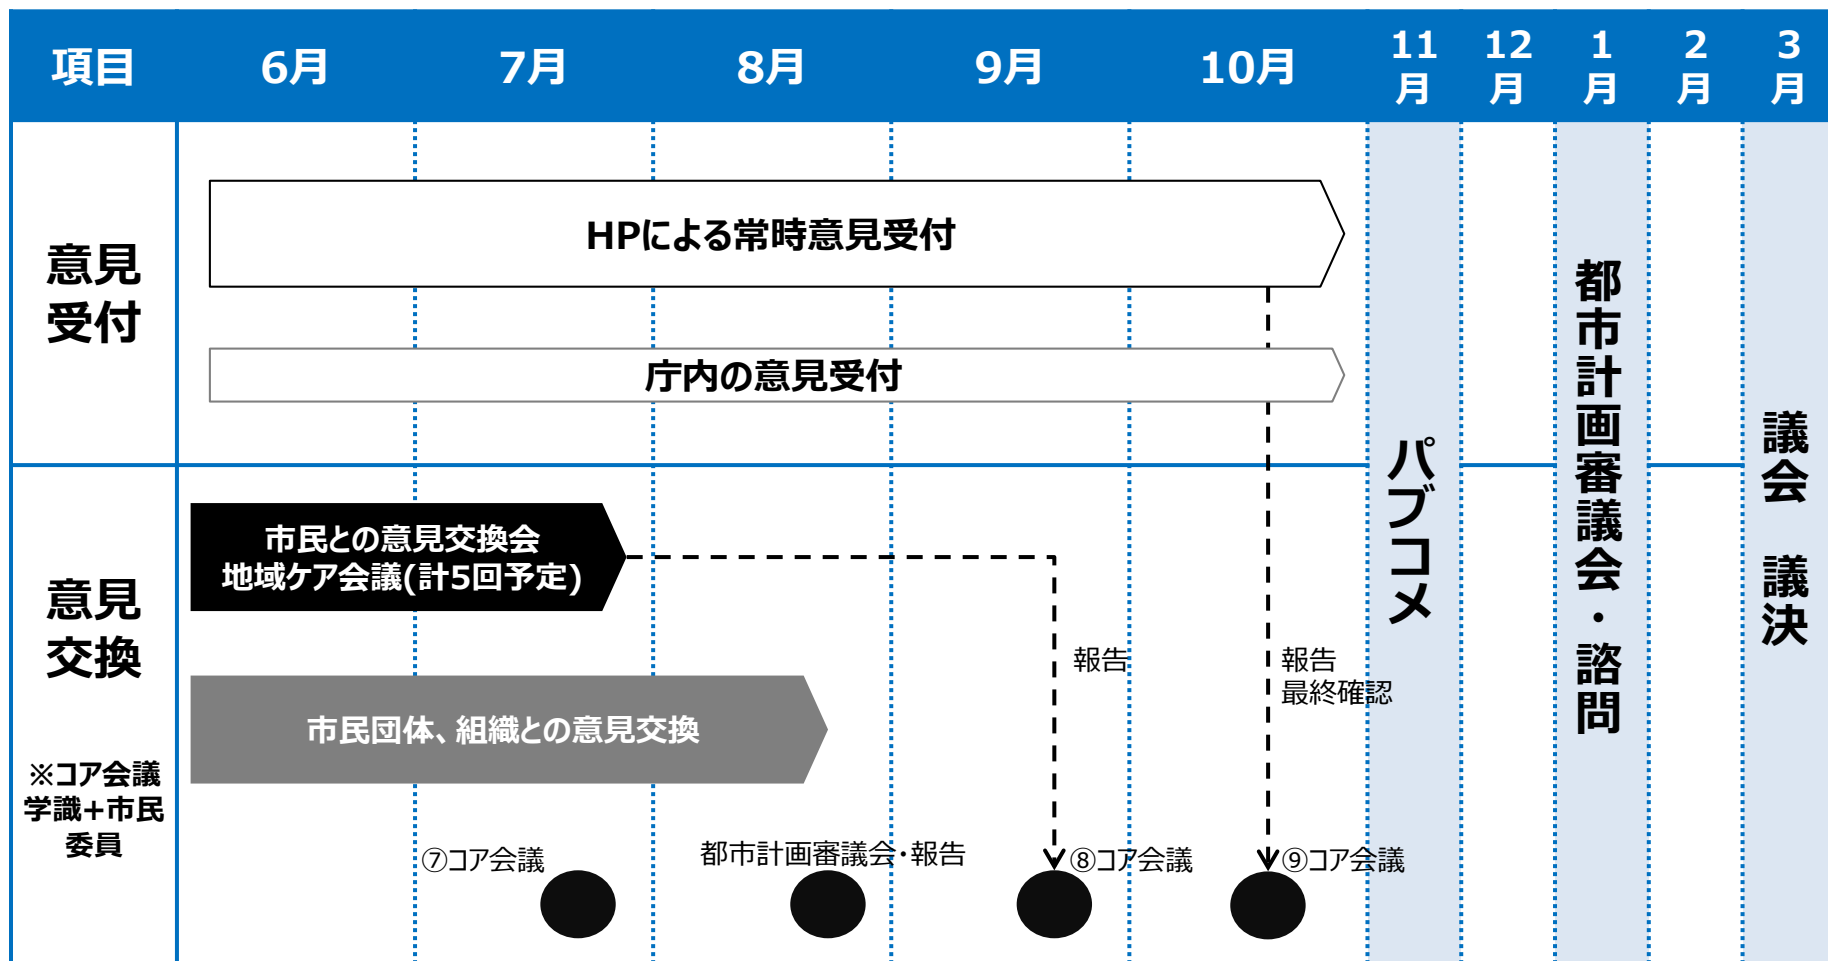 項目
6月
7月
8月
9月
10月
11
月
12
月
1
月
2
月
3
月
意見
受付
HPによる常時意見受付
庁内の意見受付
意見
交換
※コア会議
学識+市民
委員
市民との意見交換会
地域ケア会議(計5回予定)
市民団体、組織との意見交換
報告
報告
最終確認
⑦コア会議
都市計画審議会・報告
⑧コア会議
⑨コア会議
パブコメ
都市計画審議会・諮問
議会　議決